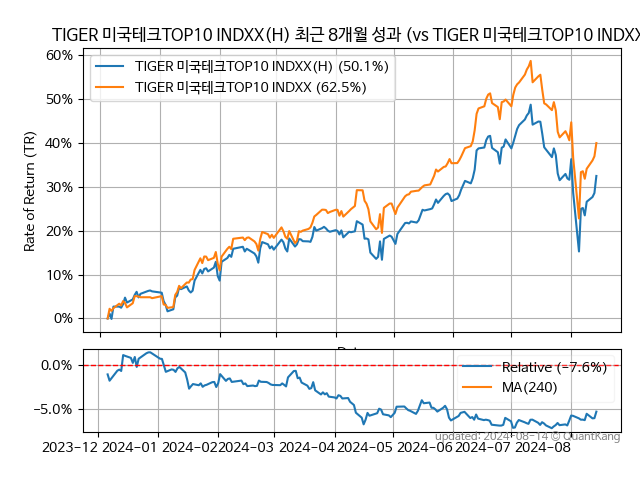 TIGER 미국테크TOP10 INDXX(H) 최근 8개월 성과 (vs TIGER 미국테크TOP10 INDXX
60%
50%
40%
30%
20%
10%
0%
Rate of Return (TR)
TIGER 미국테크TOP10 INDXX(H) (50.1%)
TIGER 미국테크TOP10 INDXX (62.5%)
0.0%
−5.0%
Relative (−7.6%)
MA(240)
updated: 2024-08-14 © QuantKang
2023-12 2024-01 2024-02 2024-03 2024-04 2024-05 2024-06 2024-07 2024-08